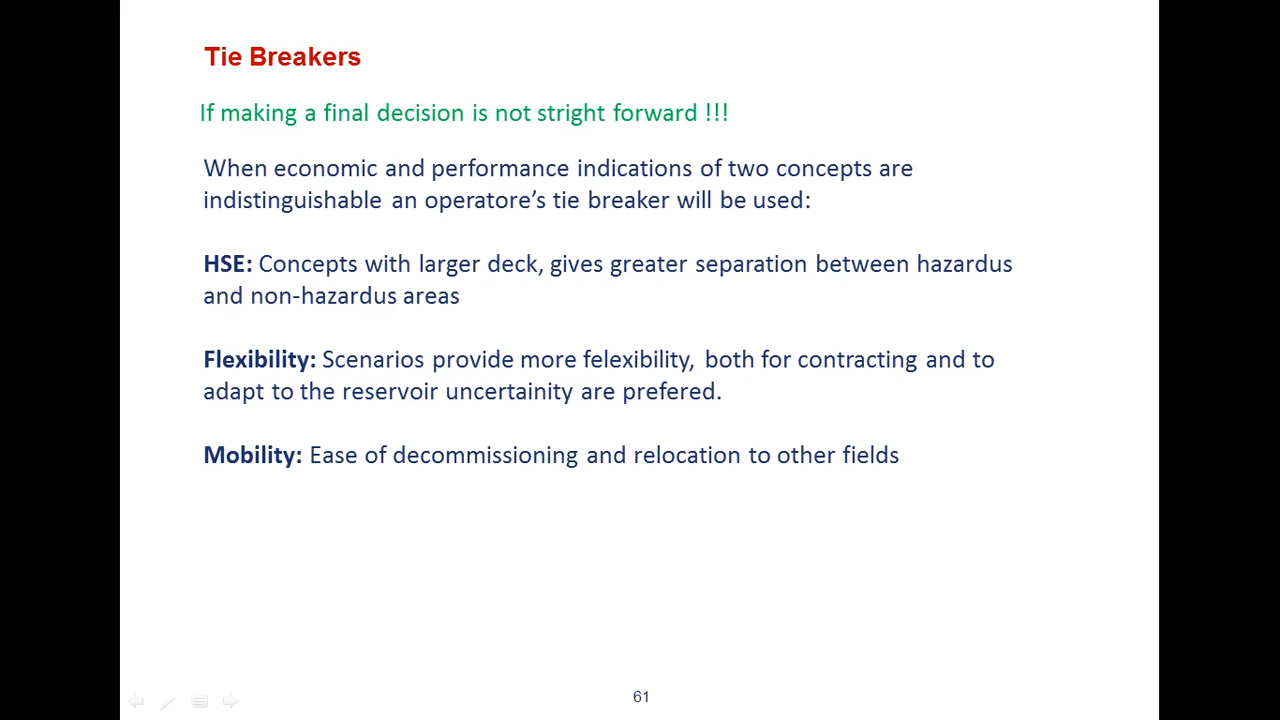 Tie Breakers
If making a final decision is not stright forward !!!
When economic and performance indications of two concepts are
indistinguishable an operatore’s tie breaker will be used:
HSE: Concepts with larger deck, gives greater separation between hazardus
and non-hazardus areas
Flexibility: Scenarios provide more felexibility, both for contracting and to
adapt to the reservoir uncertainity are prefered.
Mobility: Ease of decommissioning and relocation to other fields
61